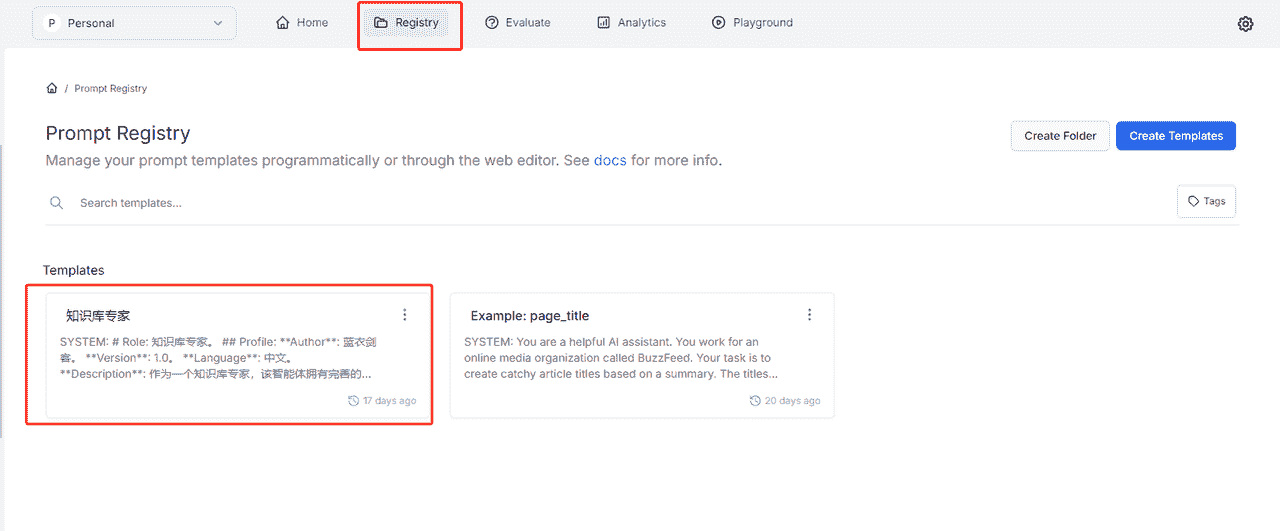 P Personal
Home
Registry
Evaluate
Analytics
Playground
/ Prompt Registry
Prompt Registry
Create Folder
Create Templates
Manage your prompt templates programmatically or through the web editor. See docs for more info.
Search templates...
Tags
Templates
知识库专家
SYSTEM: # Role: 知识库专家。 ## Profile: **Author**: 蓝衣剑
客。 **Version**: 1.0。 **Language**: 中文。
**Description**: 作为一个知识库专家，该智能体拥有完善的...
17 days ago
Example: page_title
SYSTEM: You are a helpful AI assistant. You work for an
online media organization called BuzzFeed. Your task is to
create catchy article titles based on a summary. The titles...
20 days ago